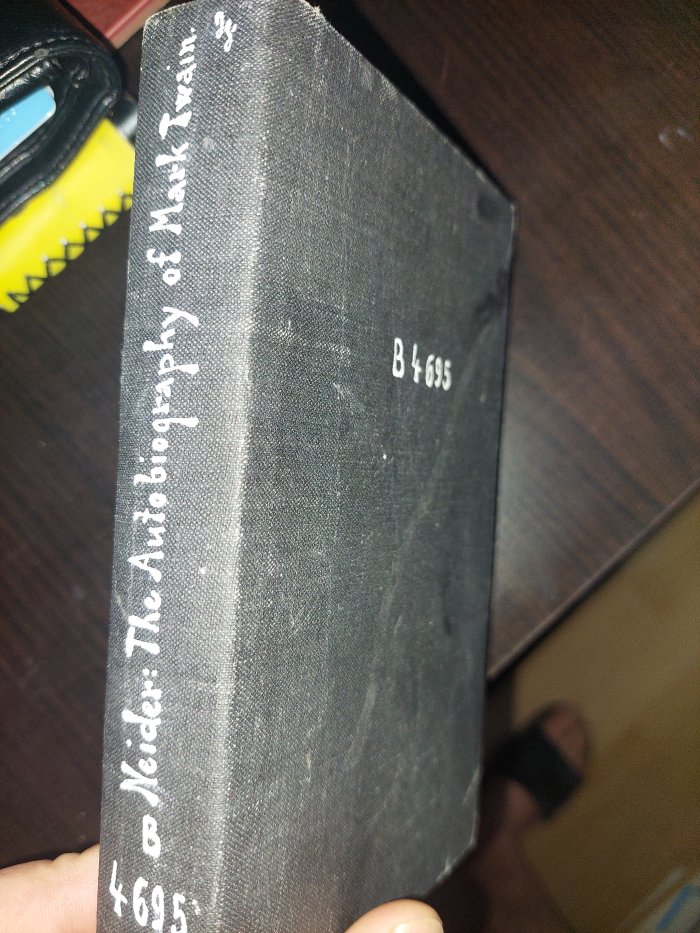 Neider: The Autobiography of Mark Twain.
B
4695
B 4695